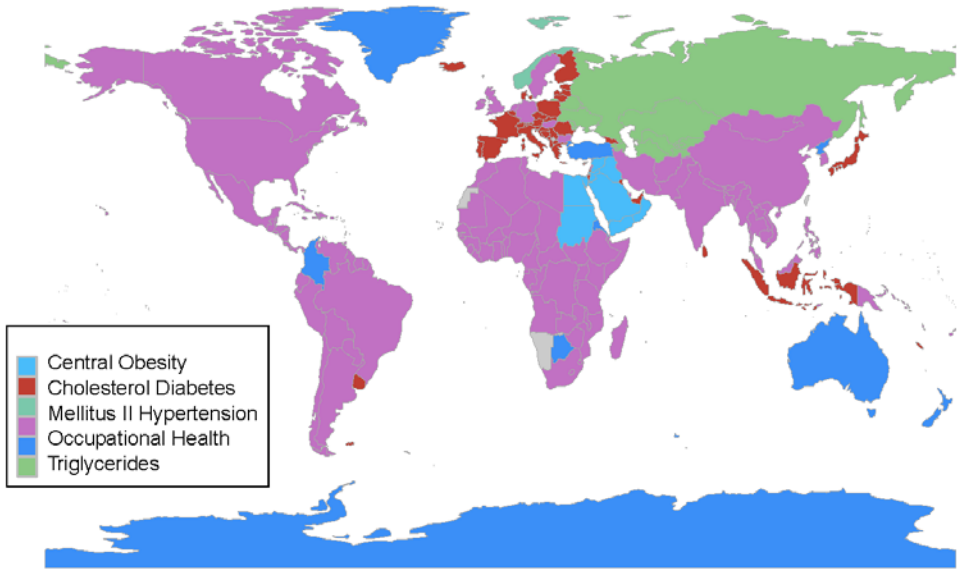 Central Obesity
Cholesterol Diabetes
Mellitus II Hypertension
Occupational Health
Triglycerides